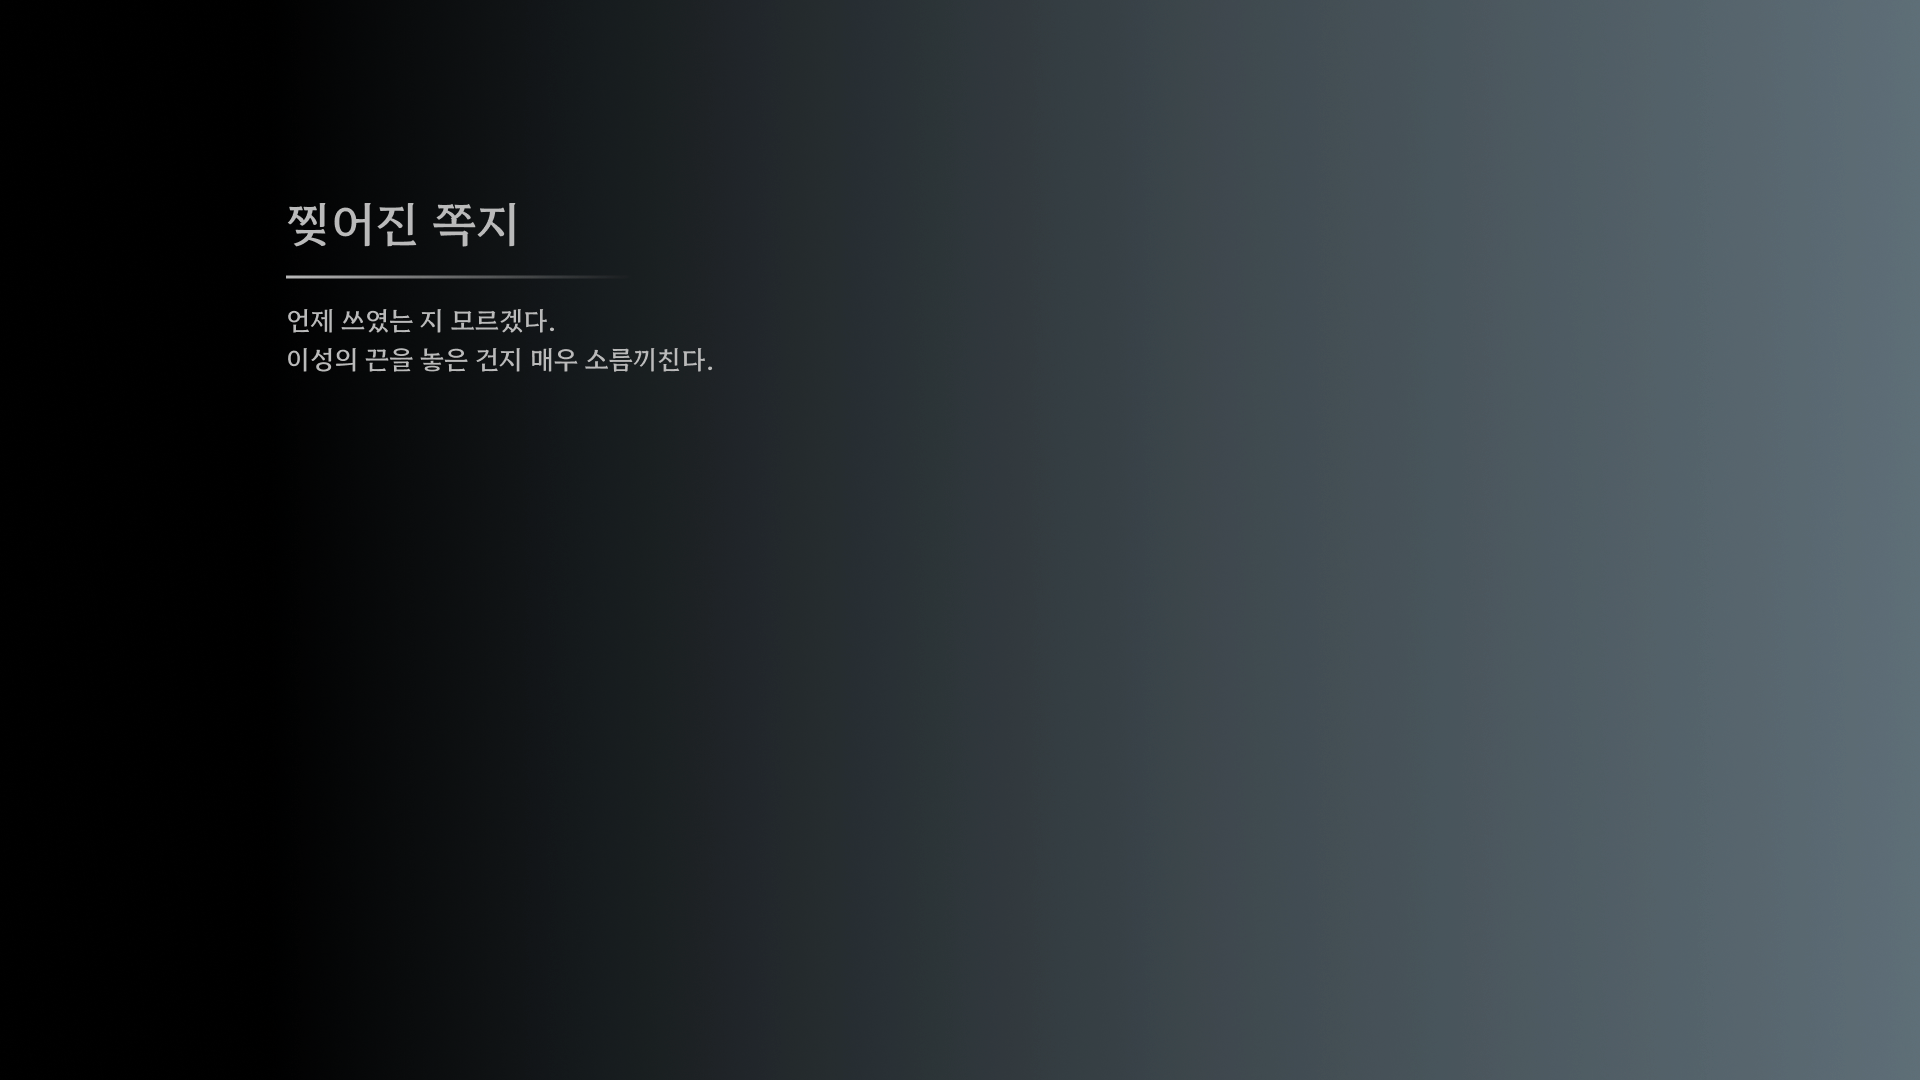 찢어진 쪽지
언제 쓰였는 지 모르겠다.
이성의 끈을 놓은 건지 매우 소름끼친다.